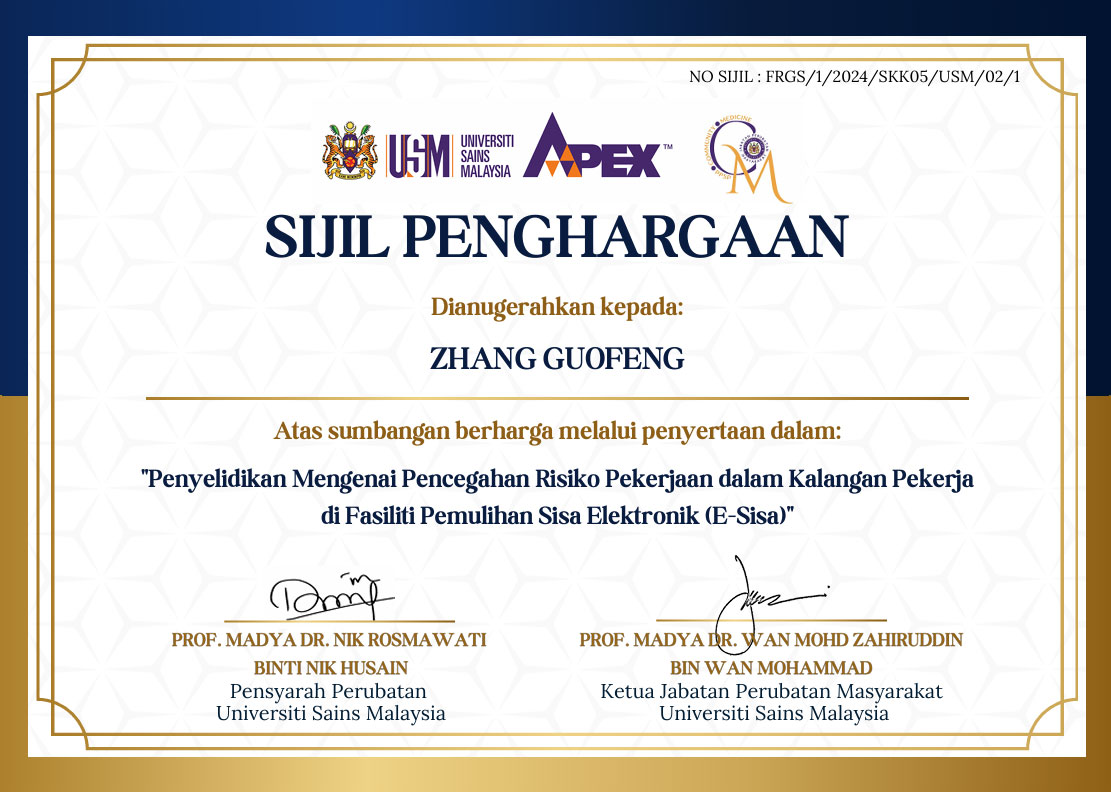 NO SIJIL : FRGS/1/2024/SKK05/USM/02/1
USM
UNIVERSITI
SAINS
MALAYSIA
APEX™
COMMUNITY MEDICINE
PPSP
CM
SIJIL PENGHARGAAN
Dianugerahkan kepada:
ZHANG GUOFENG
Atas sumbangan berharga melalui penyertaan dalam:
"Penyelidikan Mengenai Pencegahan Risiko Pekerjaan dalam Kalangan Pekerja
di Fasiliti Pemulihan Sisa Elektronik (E-Sisa)"
PROF. MADYA DR. NIK ROSMAWATI
BINTI NIK HUSAIN
Pensyarah Perubatan
Universiti Sains Malaysia
PROF. MADYA DR. WAN MOHD ZAHIRUDDIN
BIN WAN MOHAMMAD
Ketua Jabatan Perubatan Masyarakat
Universiti Sains Malaysia